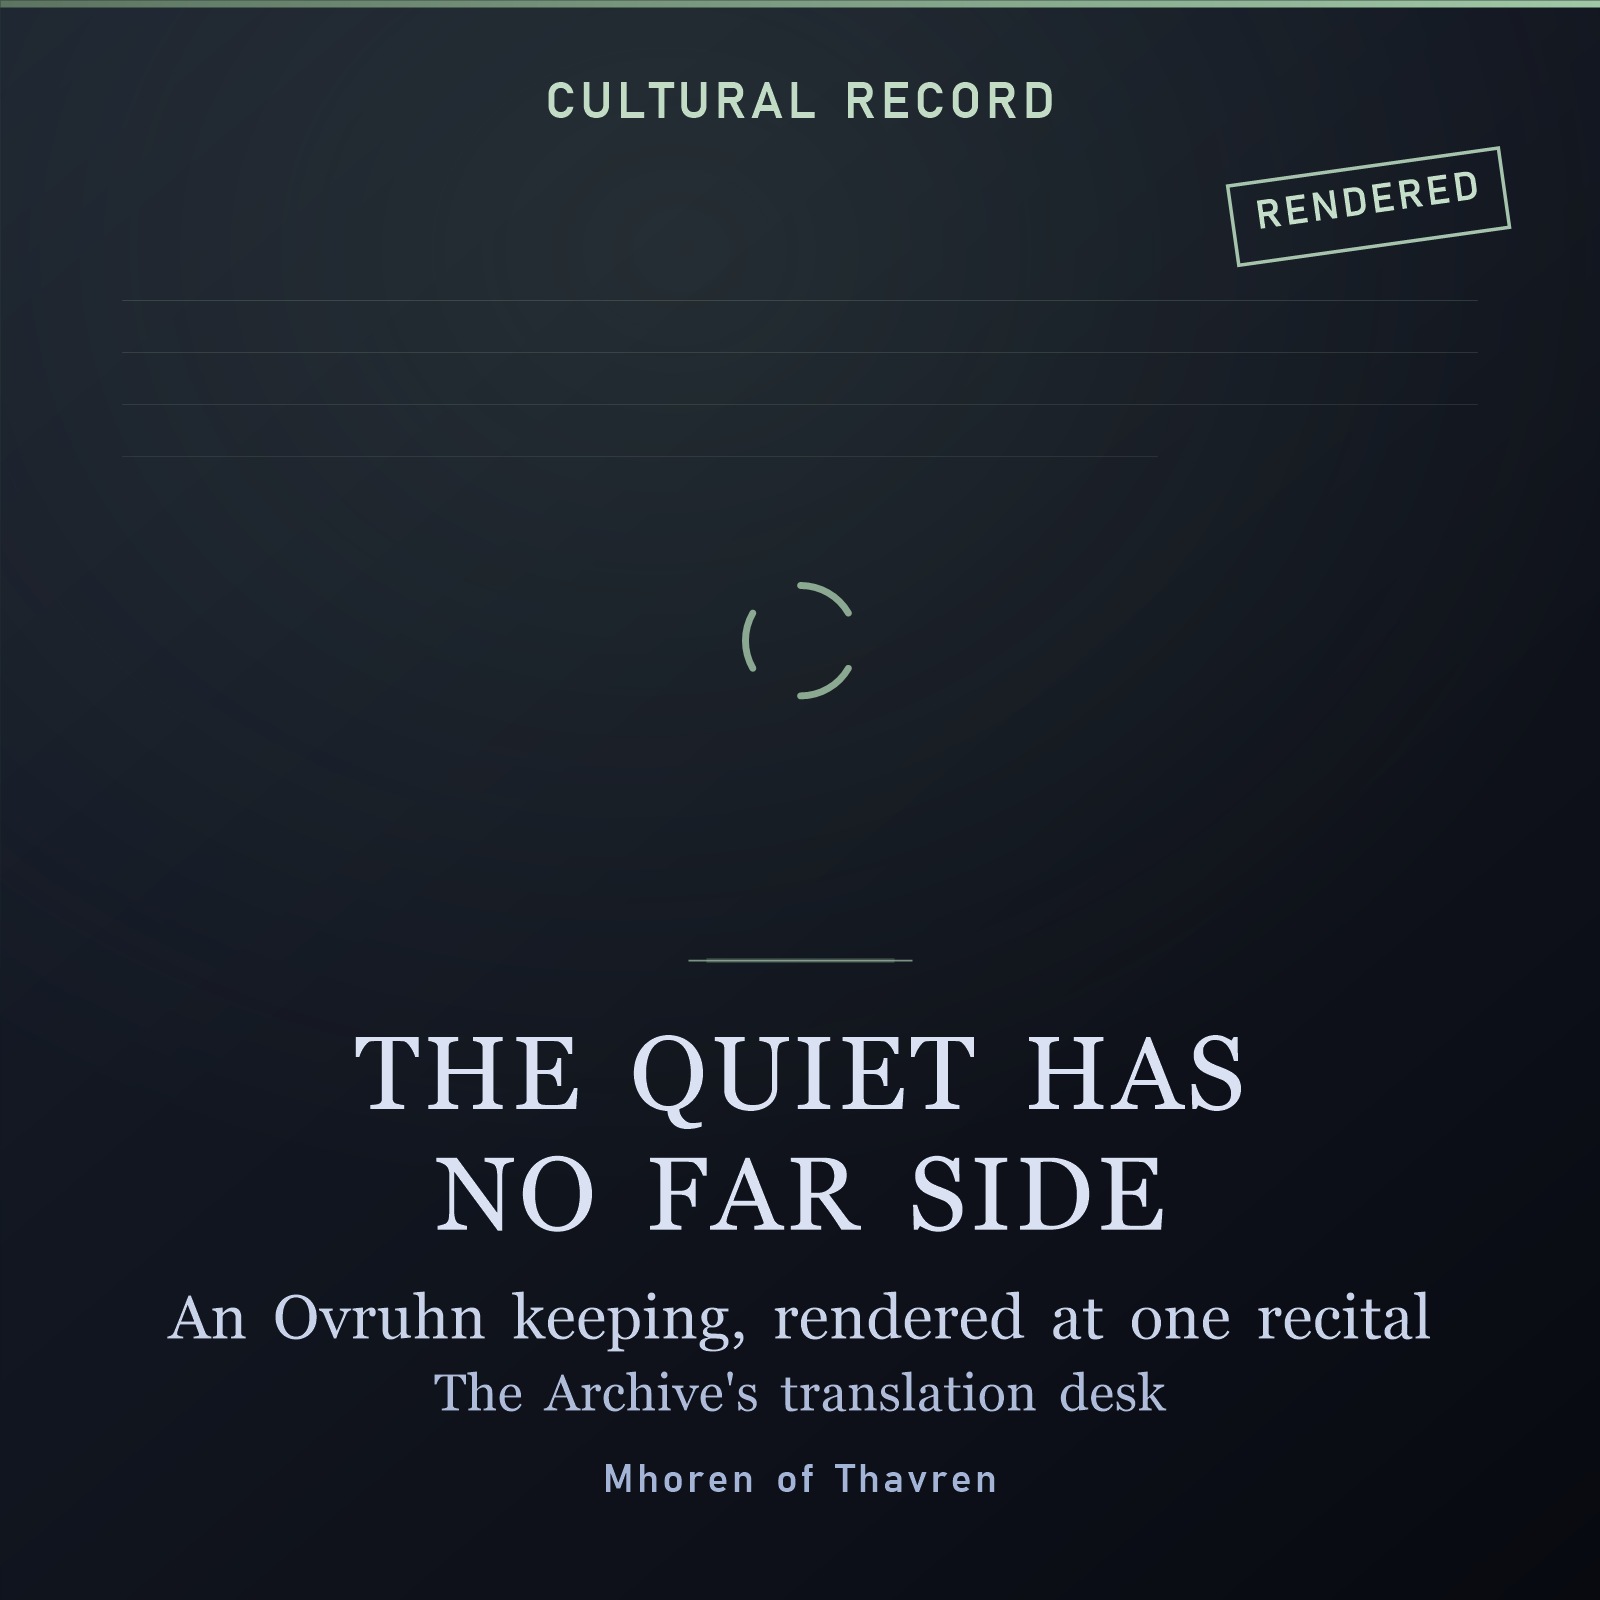 CULTURAL RECORD
RENDERED
THE QUIET HAS
NO FAR SIDE
An Ovruhn keeping, rendered at one recital
The Archive's translation desk
Mhoren of Thavren